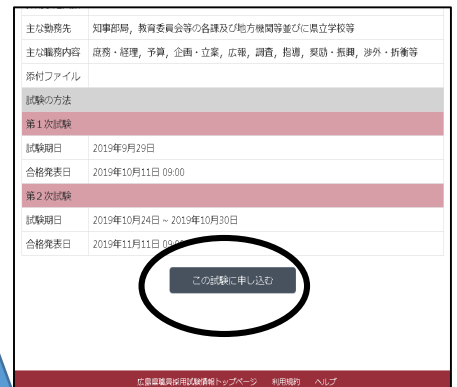 主な勤務先 知事部局，教育委員会等の各課及び地方機関等並びに県立学校等
主な職務内容 庶務・経理，予算，企画・立案，広報，調査，指導，奨励・振興，渉外・折衝等
添付ファイル
試験の方法
第１次試験
試験期日 2019年9月29日
合格発表日 2019年10月11日 09:00
第２次試験
試験期日 2019年10月24日 ~ 2019年10月30日
合格発表日 2019年11月11日 09:00
この試験に申し込む
広島県職員採用試験情報トップページ 利用規約 ヘルプ